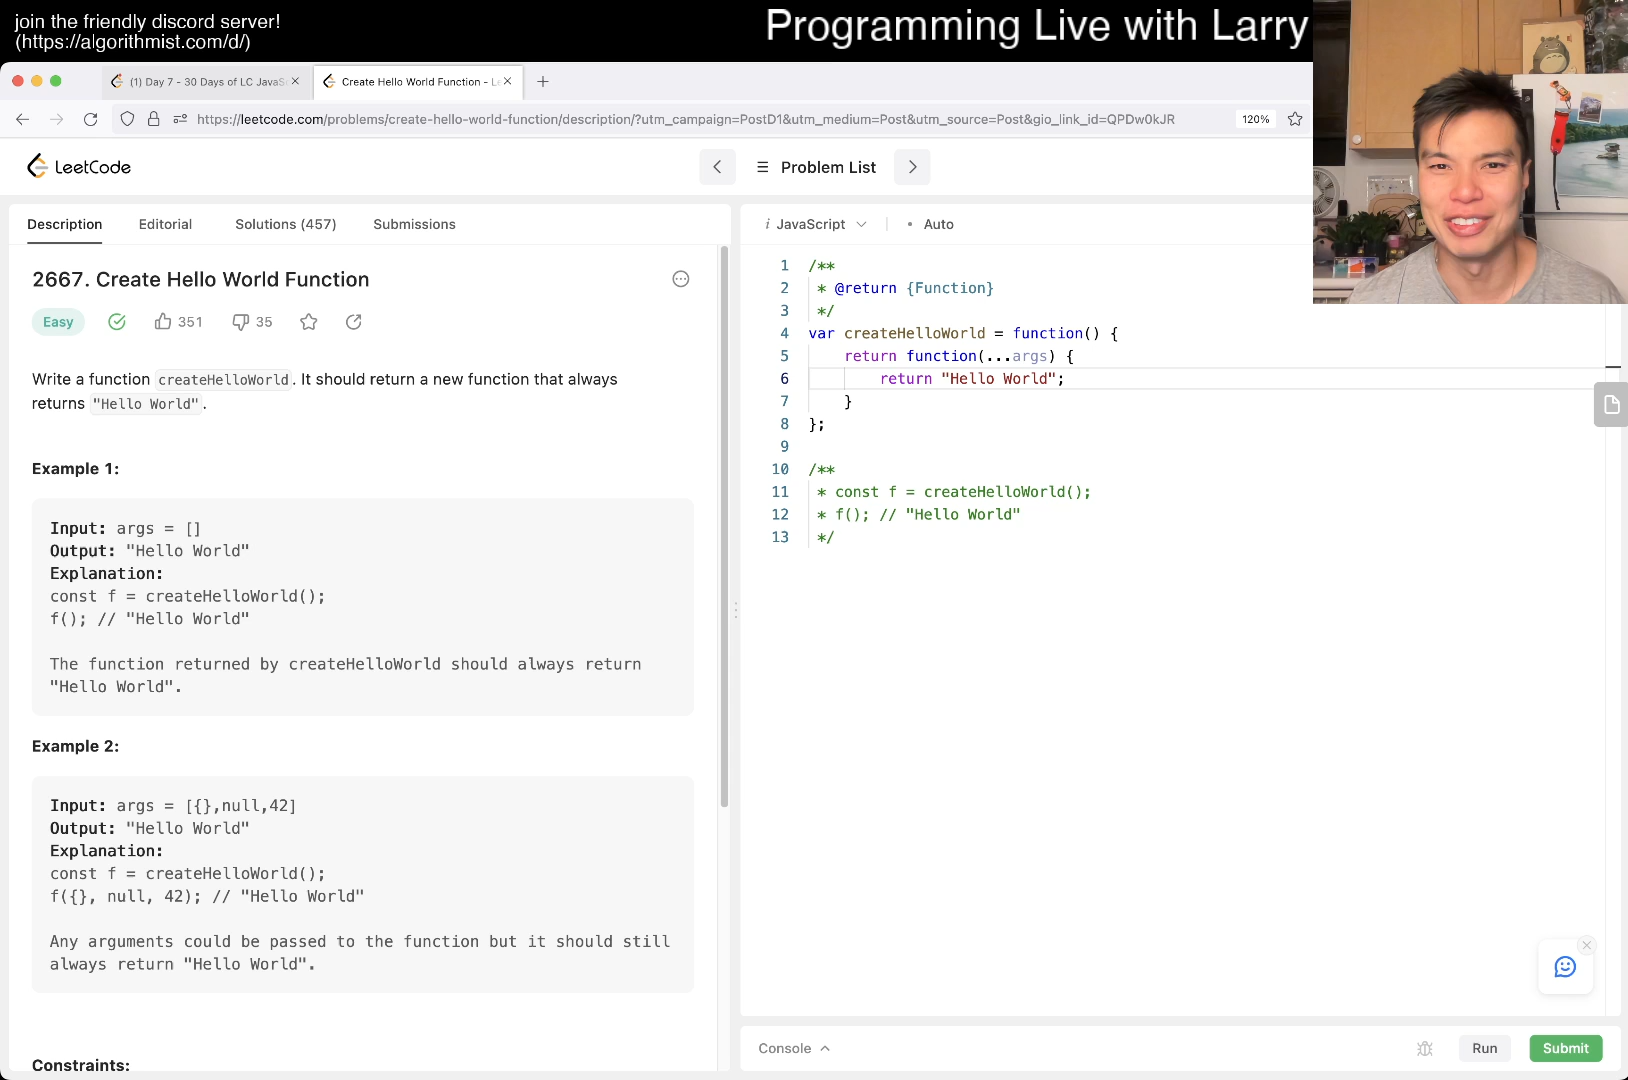 join the friendly discord server!
(https://algorithmist.com/d/)
Programming Live with Larry
(1) Day 7 - 30 Days of LC JavaS
Create Hello World Function - Le
https://leetcode.com/problems/create-hello-world-function/description/?utm_campaign=PostD1&utm_medium=Post&utm_source=Post&gio_link_id=QPDw0kJR
120%
LeetCode
Problem List
Description
Editorial
Solutions (457)
Submissions
2667. Create Hello World Function
Easy
351
35
Write a function createHelloWorld. It should return a new function that always
returns "Hello World".
Example 1:
Input: args = []
Output: "Hello World"
Explanation:
const f = createHelloWorld();
f(); // "Hello World"
The function returned by createHelloWorld should always return
"Hello World".
Example 2:
Input: args = [{},null,42]
Output: "Hello World"
Explanation:
const f = createHelloWorld();
f({}, null, 42); // "Hello World"
Any arguments could be passed to the function but it should still
always return "Hello World".
Constraints:
i JavaScript
• Auto
1 /**
2  * @return {Function}
3  */
4 var createHelloWorld = function() {
5     return function(...args) {
6         return "Hello World";
7     }
8 };
9
10 /**
11  * const f = createHelloWorld();
12  * f(); // "Hello World"
13  */
Console
Run
Submit